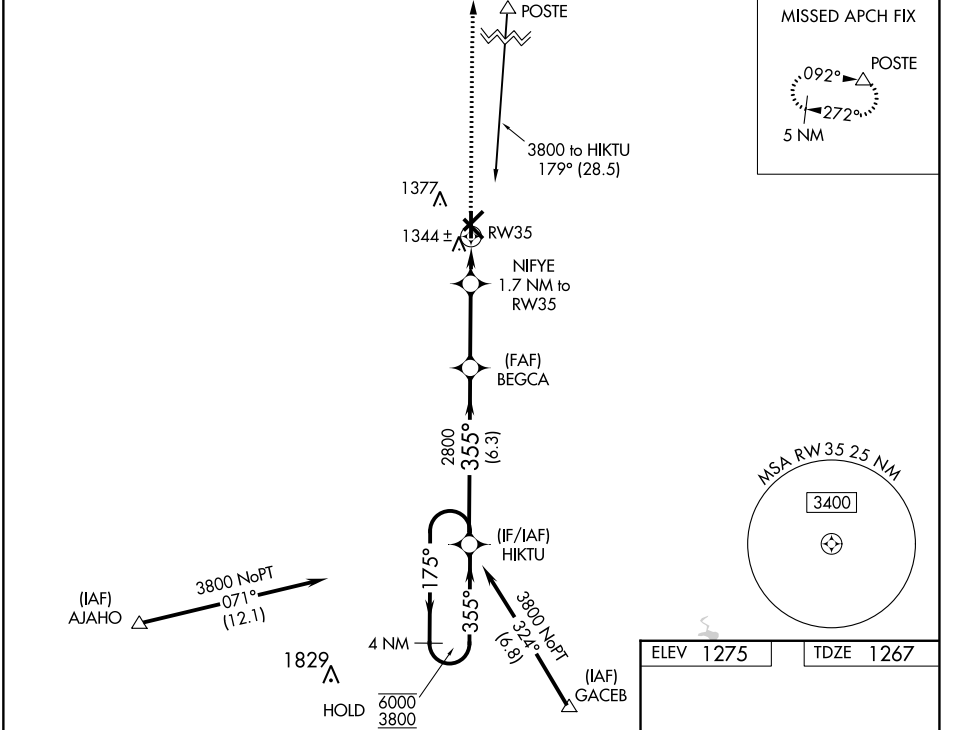 POSTE
MISSED APCH FIX
POSTE
092°
272°
5 NM
3800 to HIKTU
179° (28.5)
1377
1344 ±
RW35
NIFYE
1.7 NM to
RW35
(FAF)
BEGCA
2800
355°
(6.3)
MSA RW35 25 NM
3400
(IF/IAF)
HIKTU
175°
355°
3800 NoPT
071°
(12.1)
(IAF)
AJAHO
3800 NoPT
324°
(6.8)
4 NM
1829
HOLD
6000
3800
(IAF)
GACEB
ELEV 1275
TDZE 1267